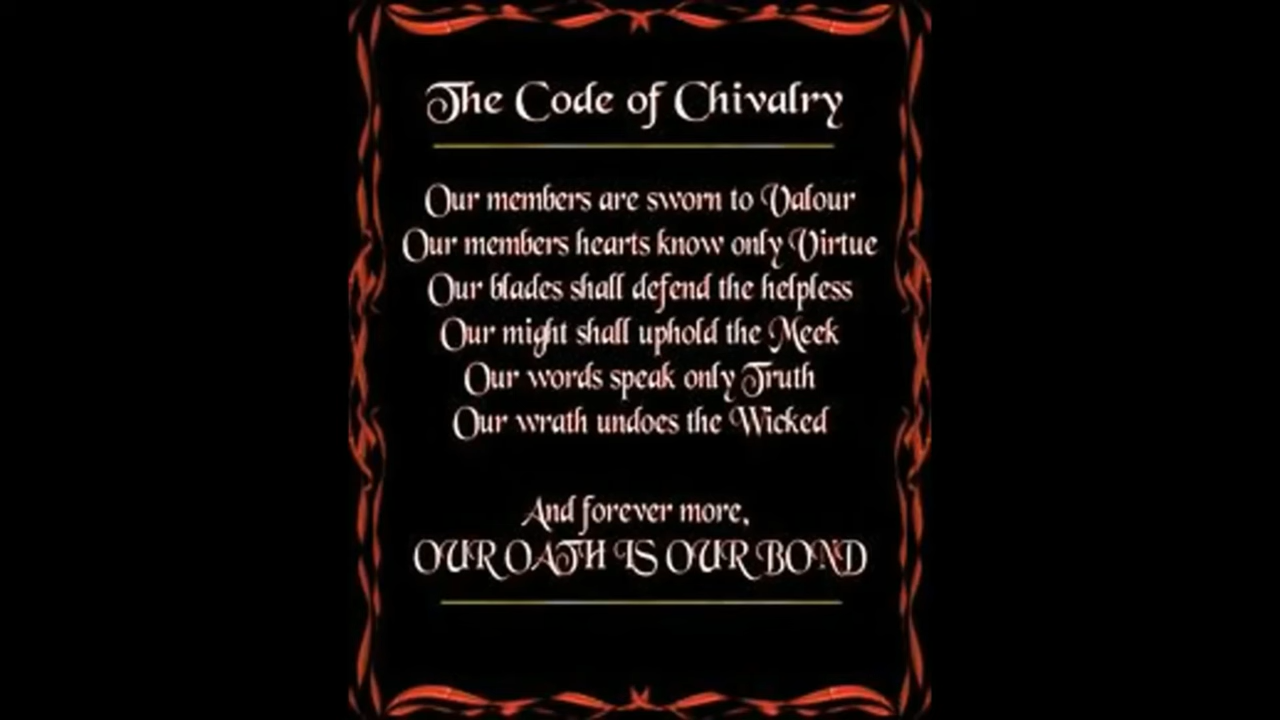 The Code of Chivalry
Our members are sworn to Valour
Our members hearts know only Virtue
Our blades shall defend the helpless
Our might shall uphold the Meek
Our words speak only Truth
Our wrath undoes the Wicked
And forever more,
OUR OATH IS OUR BOND